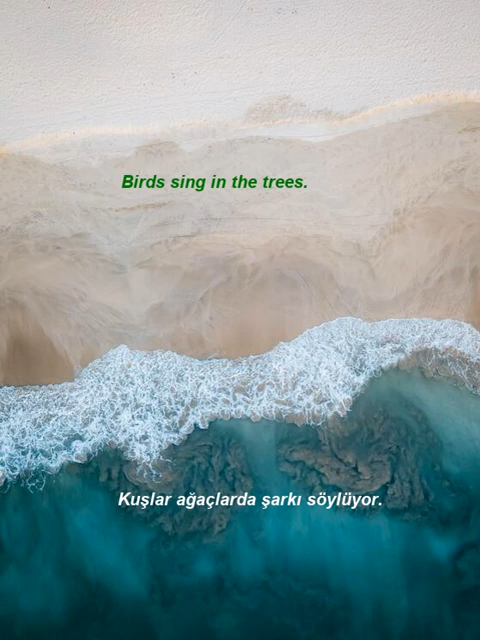 Birds sing in the trees.
Kuşlar ağaçlarda şarkı söylüyor.